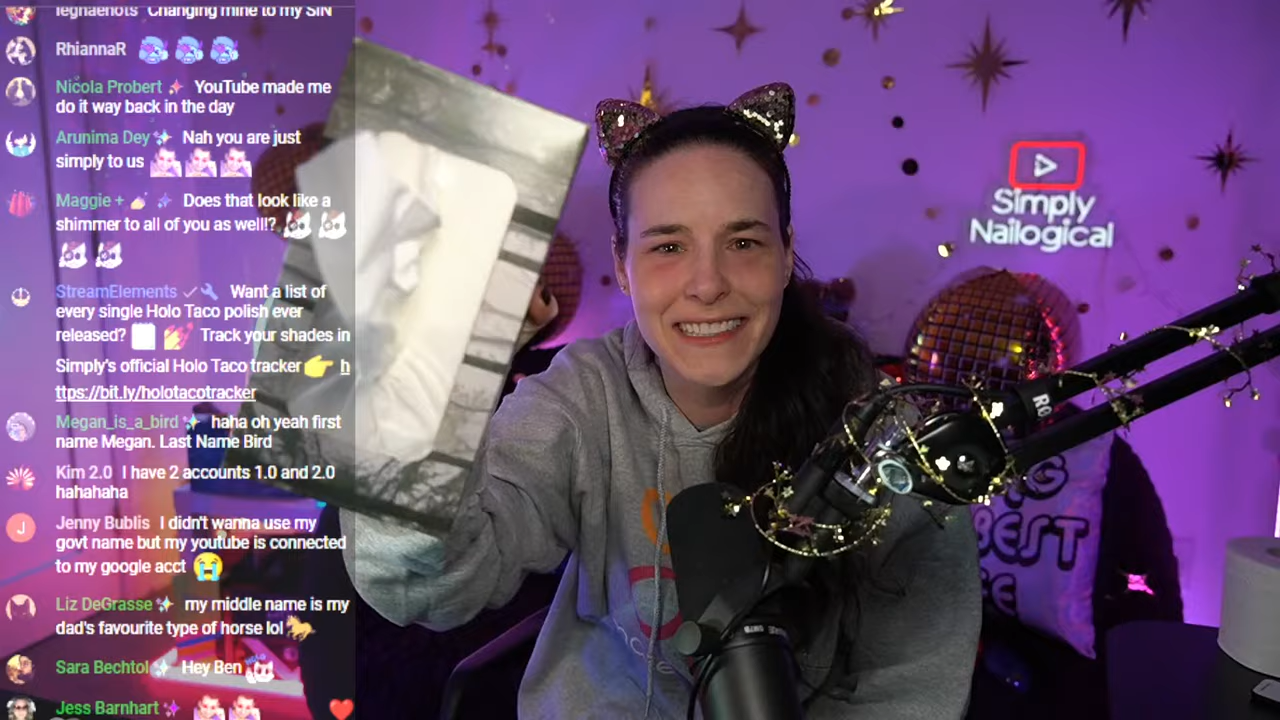 legnaenots Changing mine to my SIN
RhiannaR
Nicola Probert YouTube made me
do it way back in the day
Arunima Dey Nah you are just
simply to us
Maggie + Does that look like a
shimmer to all of you as well!?
StreamElements Want a list of
every single Holo Taco polish ever
released? Track your shades in
Simply's official Holo Taco tracker h
ttps://bit.ly/holotacotracker
Megan_is_a_bird haha oh yeah first
name Megan. Last Name Bird
Kim 2.0 I have 2 accounts 1.0 and 2.0
hahahaha
J
Jenny Bublis I didn't wanna use my
govt name but my youtube is connected
to my google acct
Liz DeGrasse my middle name is my
dad's favourite type of horse lol
Sara Bechtol Hey Ben
Jess Barnhart
Simply
Nailogical
BEST